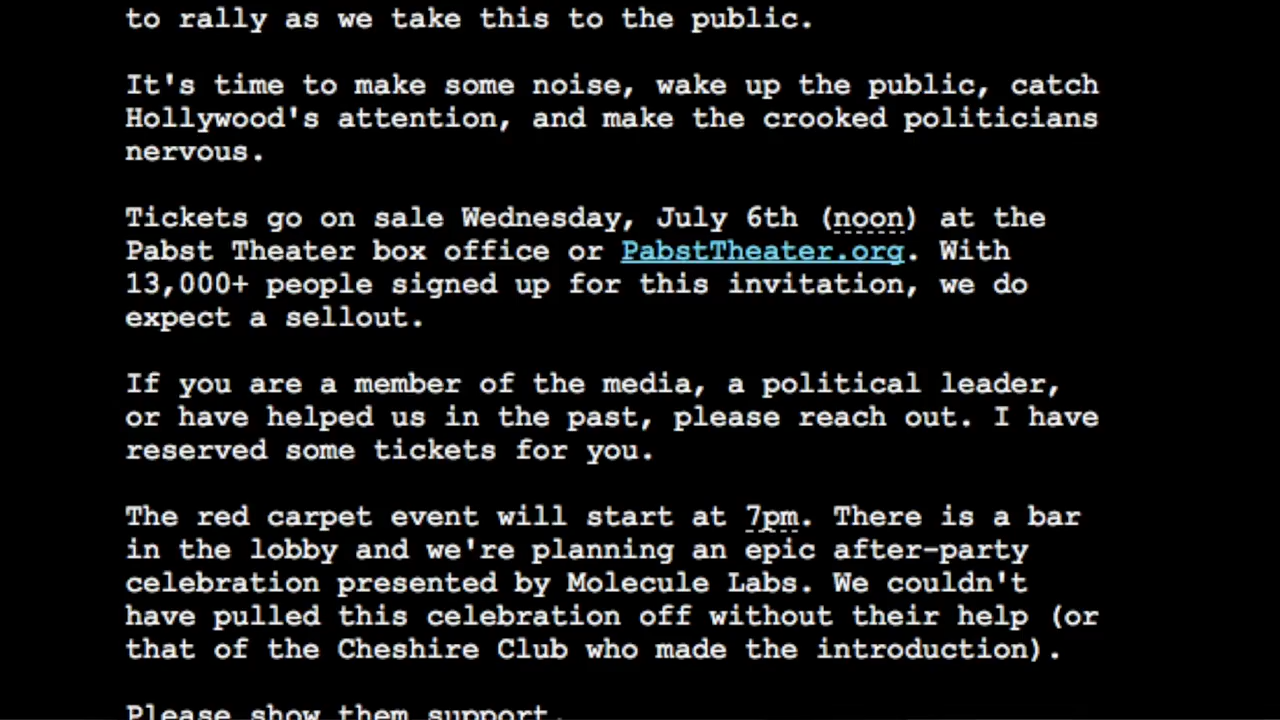 to rally as we take this to the public.
It's time to make some noise, wake up the public, catch
Hollywood's attention, and make the crooked politicians
nervous.
Tickets go on sale Wednesday, July 6th (noon) at the
Pabst Theater box office or PabstTheater.org. With
13,000+ people signed up for this invitation, we do
expect a sellout.
If you are a member of the media, a political leader,
or have helped us in the past, please reach out. I have
reserved some tickets for you.
The red carpet event will start at 7pm. There is a bar
in the lobby and we're planning an epic after-party
celebration presented by Molecule Labs. We couldn't
have pulled this celebration off without their help (or
that of the Cheshire Club who made the introduction).
Please show them support.